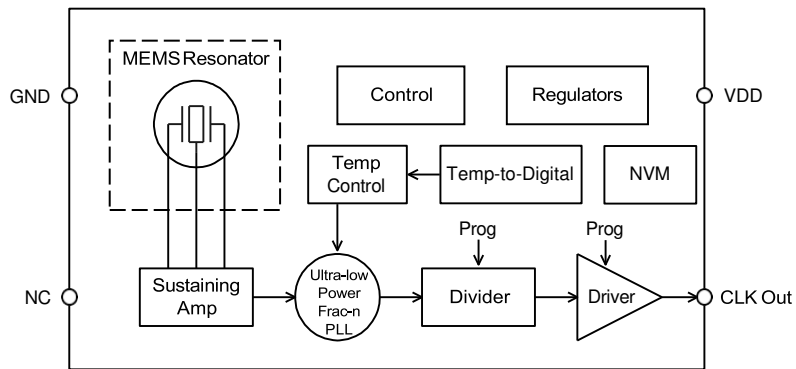 MEMS Resonator
GND
Control
Regulators
VDD
Temp
Control
Temp-to-Digital
NVM
Prog
Prog
NC
Sustaining
Amp
Ultra-low
Power
Frac-n
PLL
Divider
Driver
CLK Out